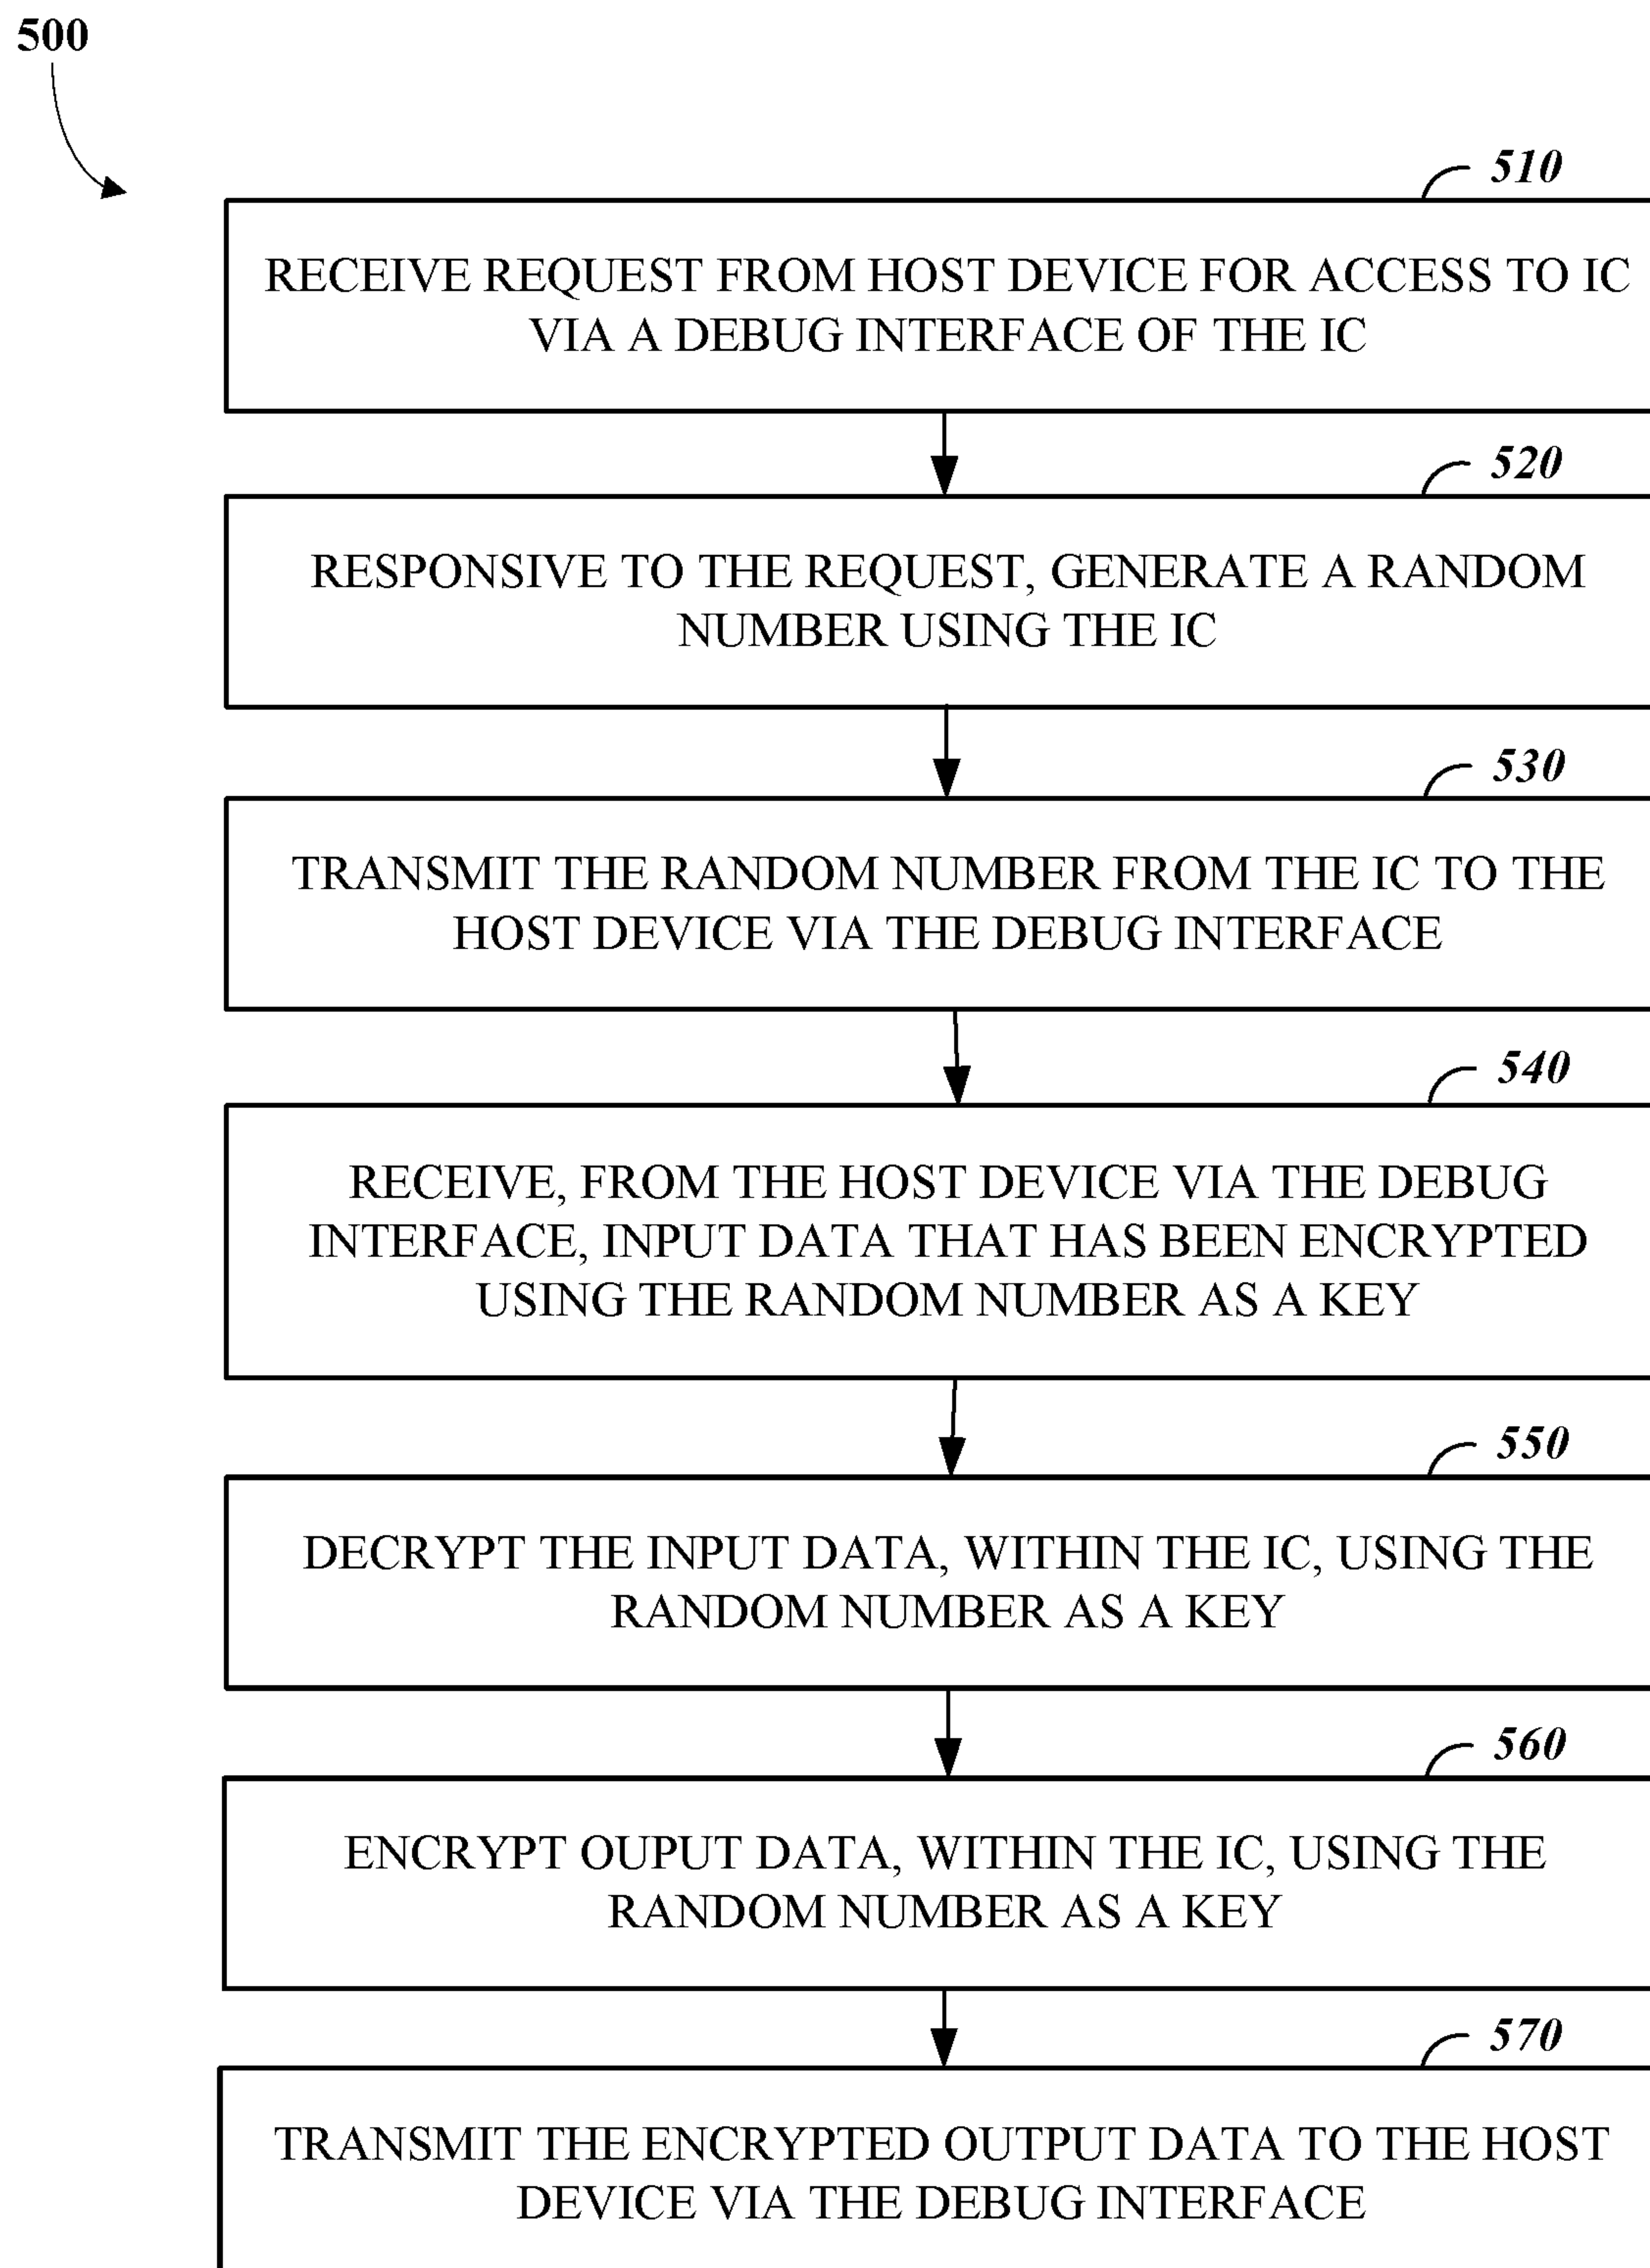 500
510
RECEIVE REQUEST FROM HOST DEVICE FOR ACCESS TO IC
VIA A DEBUG INTERFACE OF THE IC
520
RESPONSIVE TO THE REQUEST, GENERATE A RANDOM
NUMBER USING THE IC
530
TRANSMIT THE RANDOM NUMBER FROM THE IC TO THE
HOST DEVICE VIA THE DEBUG INTERFACE
540
RECEIVE, FROM THE HOST DEVICE VIA THE DEBUG
INTERFACE, INPUT DATA THAT HAS BEEN ENCRYPTED
USING THE RANDOM NUMBER AS A KEY
550
DECRYPT THE INPUT DATA, WITHIN THE IC, USING THE
RANDOM NUMBER AS A KEY
560
ENCRYPT OUPUT DATA, WITHIN THE IC, USING THE
RANDOM NUMBER AS A KEY
570
TRANSMIT THE ENCRYPTED OUTPUT DATA TO THE HOST
DEVICE VIA THE DEBUG INTERFACE